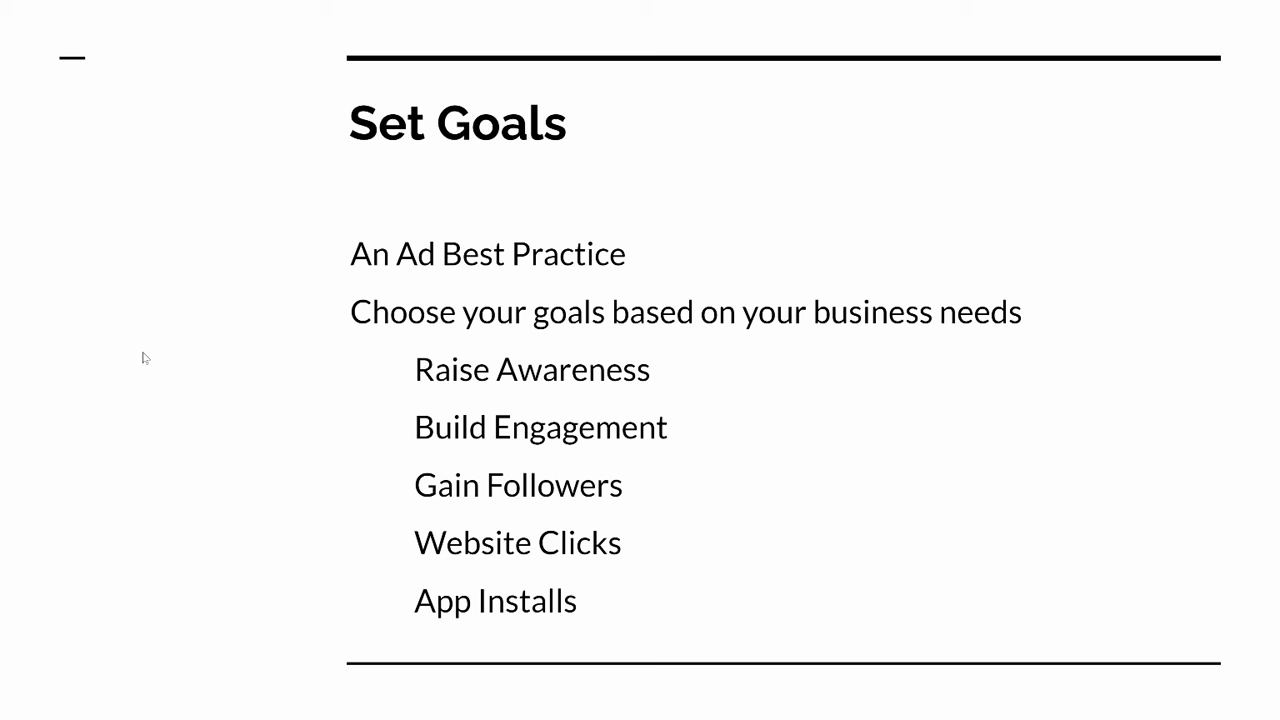 Set Goals
An Ad Best Practice
Choose your goals based on your business needs
Raise Awareness
Build Engagement
Gain Followers
Website Clicks
App Installs